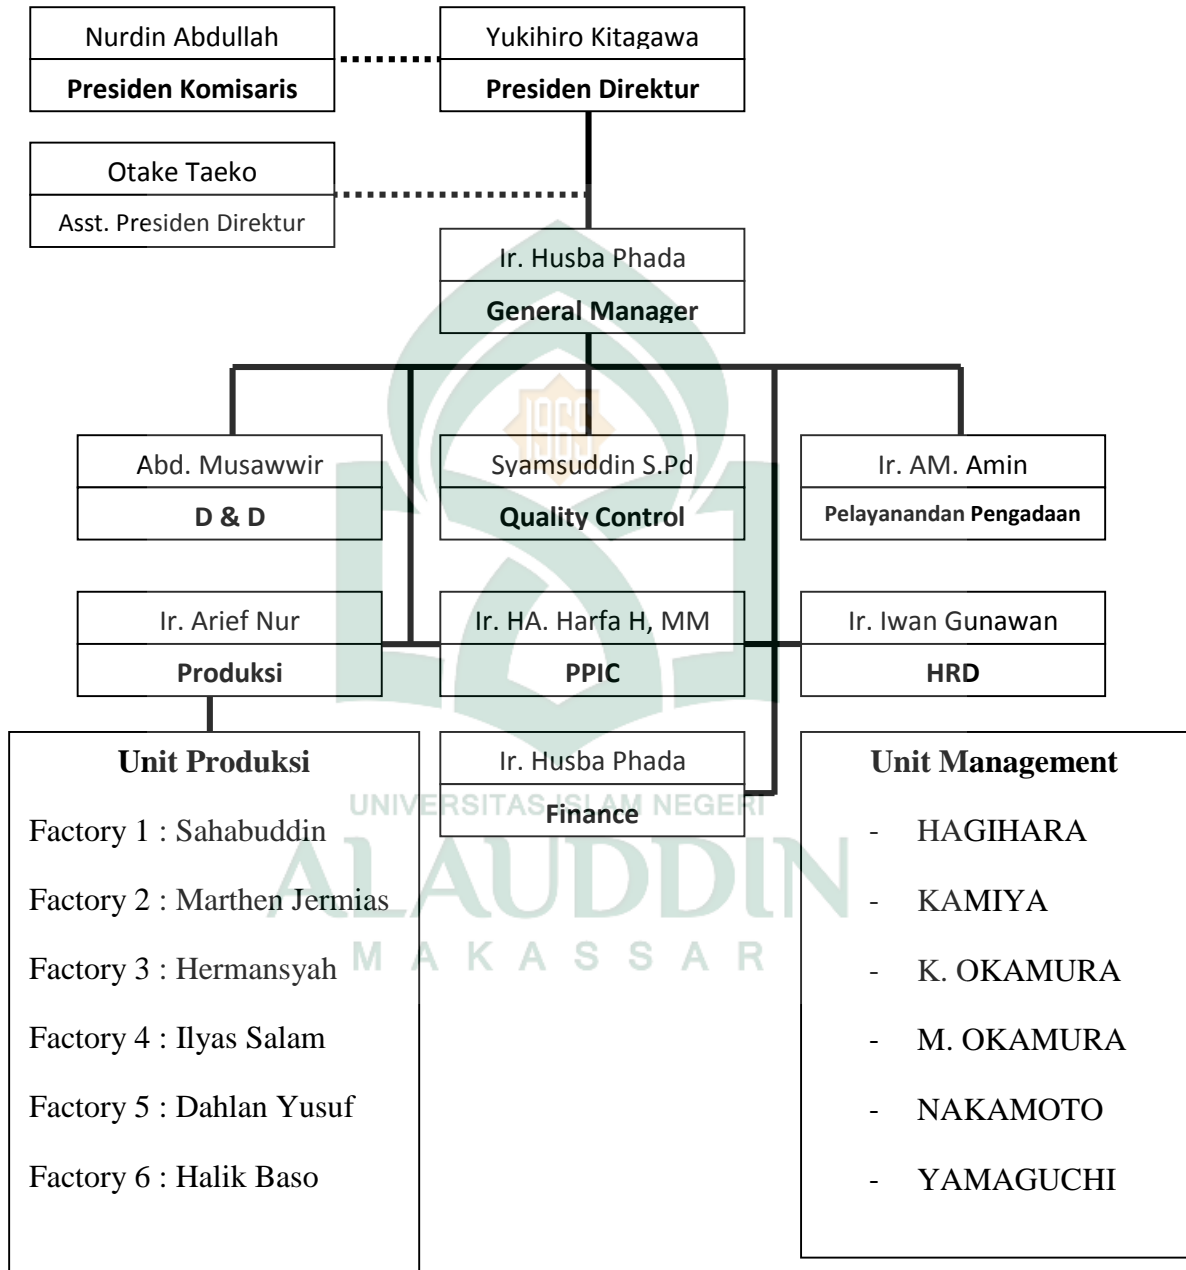 Nurdin Abdullah
Presiden Komisaris
Yukihiro Kitagawa
Presiden Direktur
Otake Taeko
Asst. Presiden Direktur
Ir. Husba Phada
General Manager
1969
Abd. Musawwir
D & D
Syamsuddin S.Pd
Quality Control
Ir. AM. Amin
Pelayanandan Pengadaan
Ir. Arief Nur
Produksi
Ir. HA. Harfa H, MM
PPIC
Ir. Iwan Gunawan
HRD
Ir. Husba Phada
Finance
Unit Produksi
Factory 1 : Sahabuddin
Factory 2 : Marthen Jermias
Factory 3 : Hermansyah
Factory 4 : Ilyas Salam
Factory 5 : Dahlan Yusuf
Factory 6 : Halik Baso
Unit Management
- HAGIHARA
- KAMIYA
- K. OKAMURA
- M. OKAMURA
- NAKAMOTO
- YAMAGUCHI
UNIVERSITAS ISLAM NEGERI
ALAUDDIN
MAKASSAR